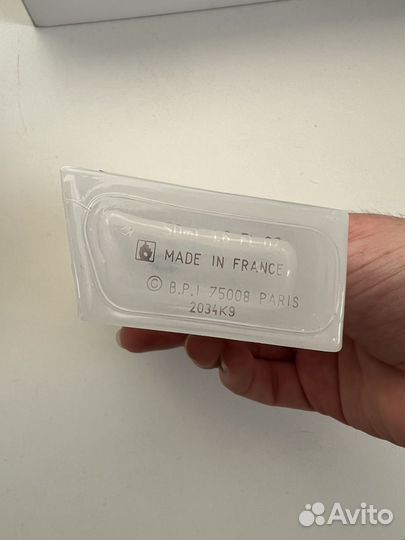 MADE IN FRANCE
© B.P.I 75008 PARIS
2034K9
Avito